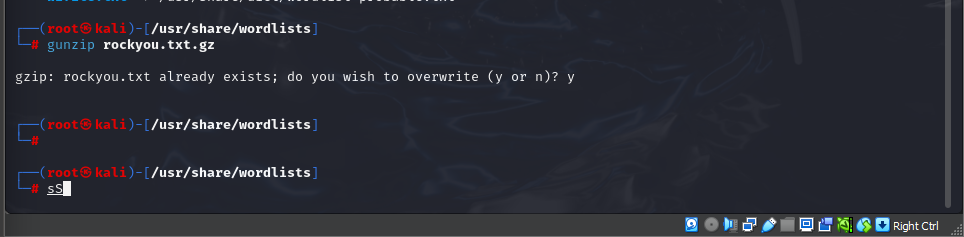 ┌──(root㉿kali)-[/usr/share/wordlists]
└─# gunzip rockyou.txt.gz
gzip: rockyou.txt already exists; do you wish to overwrite (y or n)? y
┌──(root㉿kali)-[/usr/share/wordlists]
└─#
┌──(root㉿kali)-[/usr/share/wordlists]
└─# sS
Right Ctrl